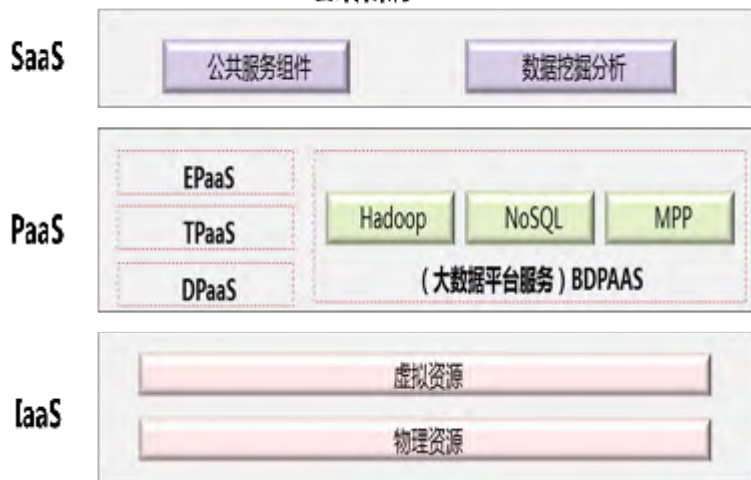 SaaS
公共服务组件
数据挖掘分析
PaaS
EPaaS
TPaaS
DPaaS
Hadoop
NoSQL
MPP
(大数据平台服务) BDPAAS
IaaS
虚拟资源
物理资源